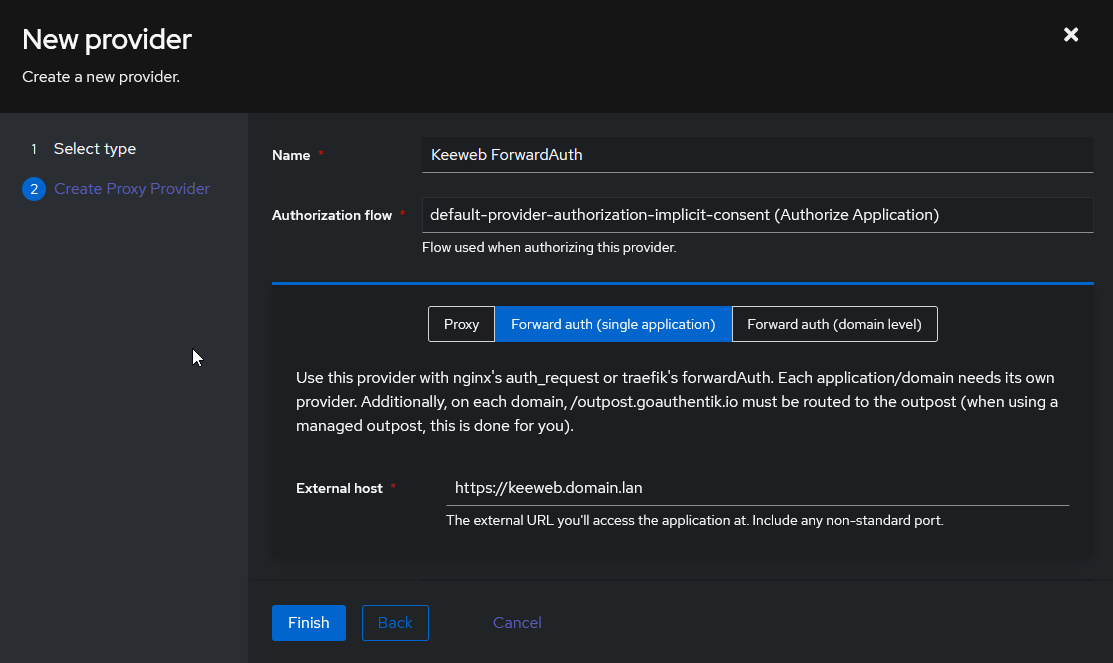 New provider
Create a new provider.
1 Select type
2 Create Proxy Provider
Name *
Keeweb ForwardAuth
Authorization flow *
default-provider-authorization-implicit-consent (Authorize Application)
Flow used when authorizing this provider.
Proxy
Forward auth (single application)
Forward auth (domain level)
Use this provider with nginx's auth_request or traefik's forwardAuth. Each application/domain needs its own
provider. Additionally, on each domain, /outpost.goauthentik.io must be routed to the outpost (when using a
managed outpost, this is done for you).
External host *
https://keeweb.domain.lan
The external URL you'll access the application at. Include any non-standard port.
Finish
Back
Cancel